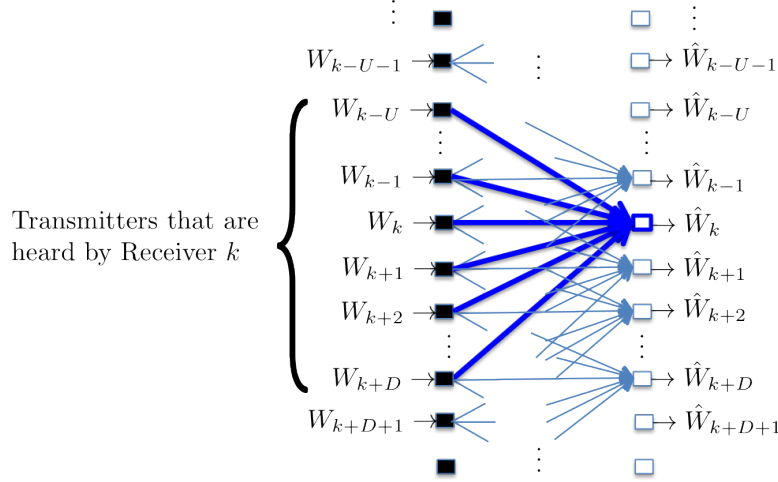 ⋮ ⋮
W_{k−U−1} ⋮ Ŵ_{k−U−1}
W_{k−U} Ŵ_{k−U}
⋮ ⋮
W_{k−1} Ŵ_{k−1}
Transmitters that are
heard by Receiver k
W_k Ŵ_k
W_{k+1} Ŵ_{k+1}
W_{k+2} Ŵ_{k+2}
⋮ ⋮
W_{k+D} Ŵ_{k+D}
W_{k+D+1} Ŵ_{k+D+1}
⋮